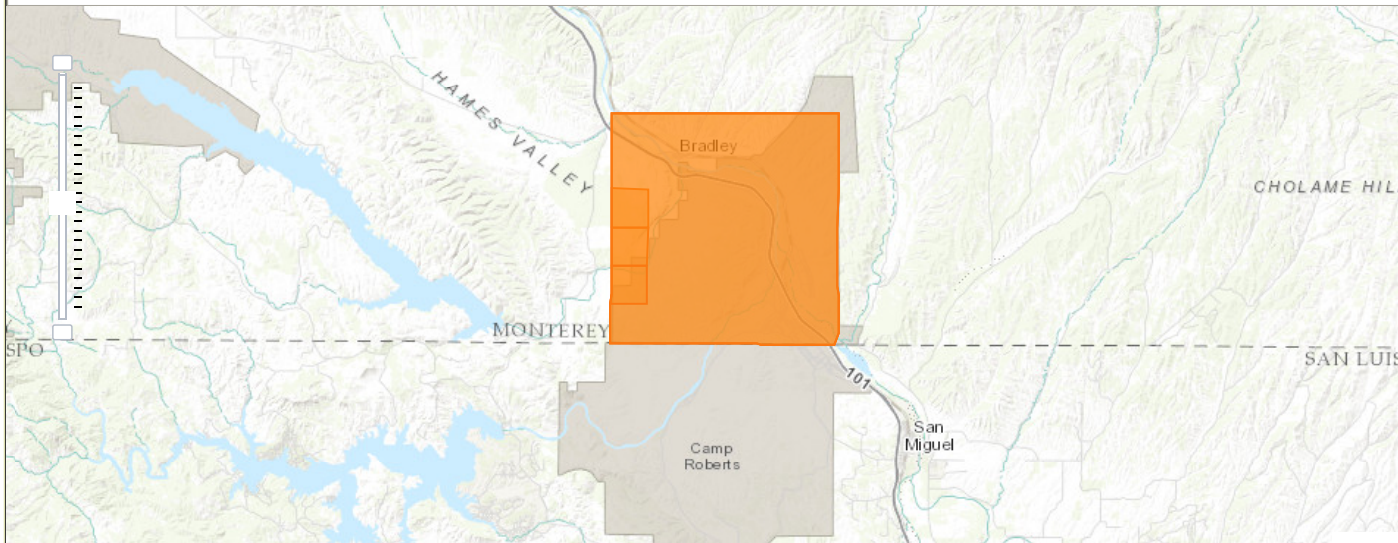 HAMES VALLEY
Bradley
CHOLAME HIL
MONTEREY
SPO
SAN LUIS
101
San
Miguel
Camp
Roberts